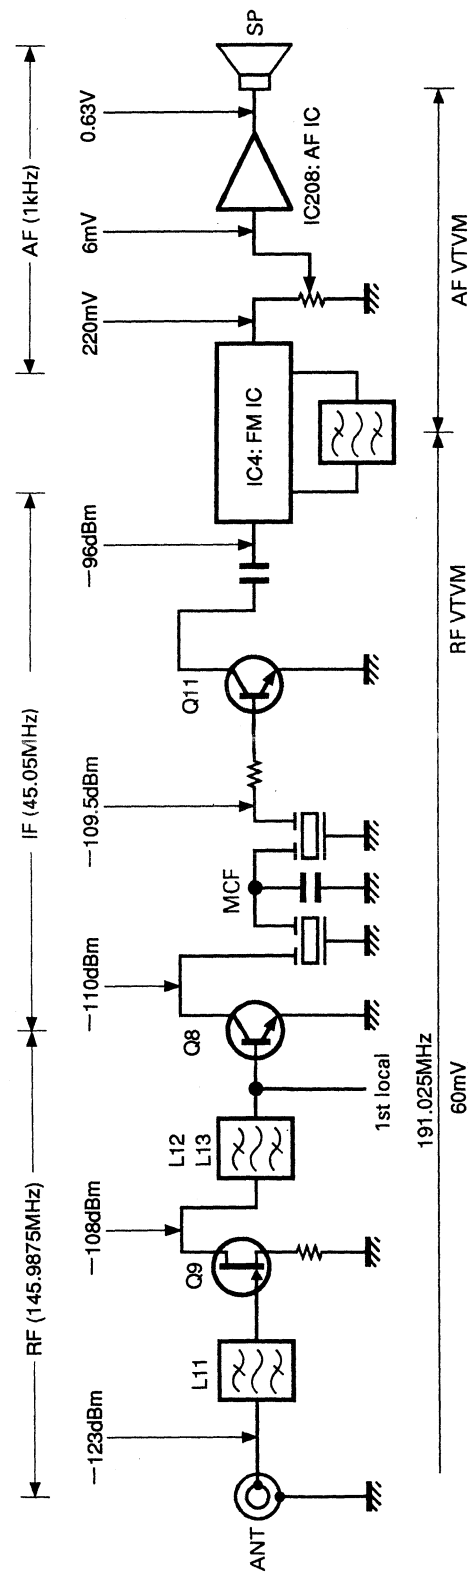 RF (145.9875MHz)
IF (45.05MHz)
AF (1kHz)
—123dBm
—108dBm
—110dBm
—109.5dBm
—96dBm
220mV
6mV
0.63V
ANT
L11
Q9
L12
L13
Q8
MCF
Q11
IC4: FM IC
IC208: AF IC
SP
1st local
191.025MHz
60mV
RF VTVM
AF VTVM